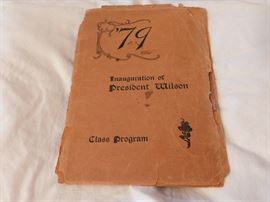 '79
Inauguration of
President Wilson
Class Program